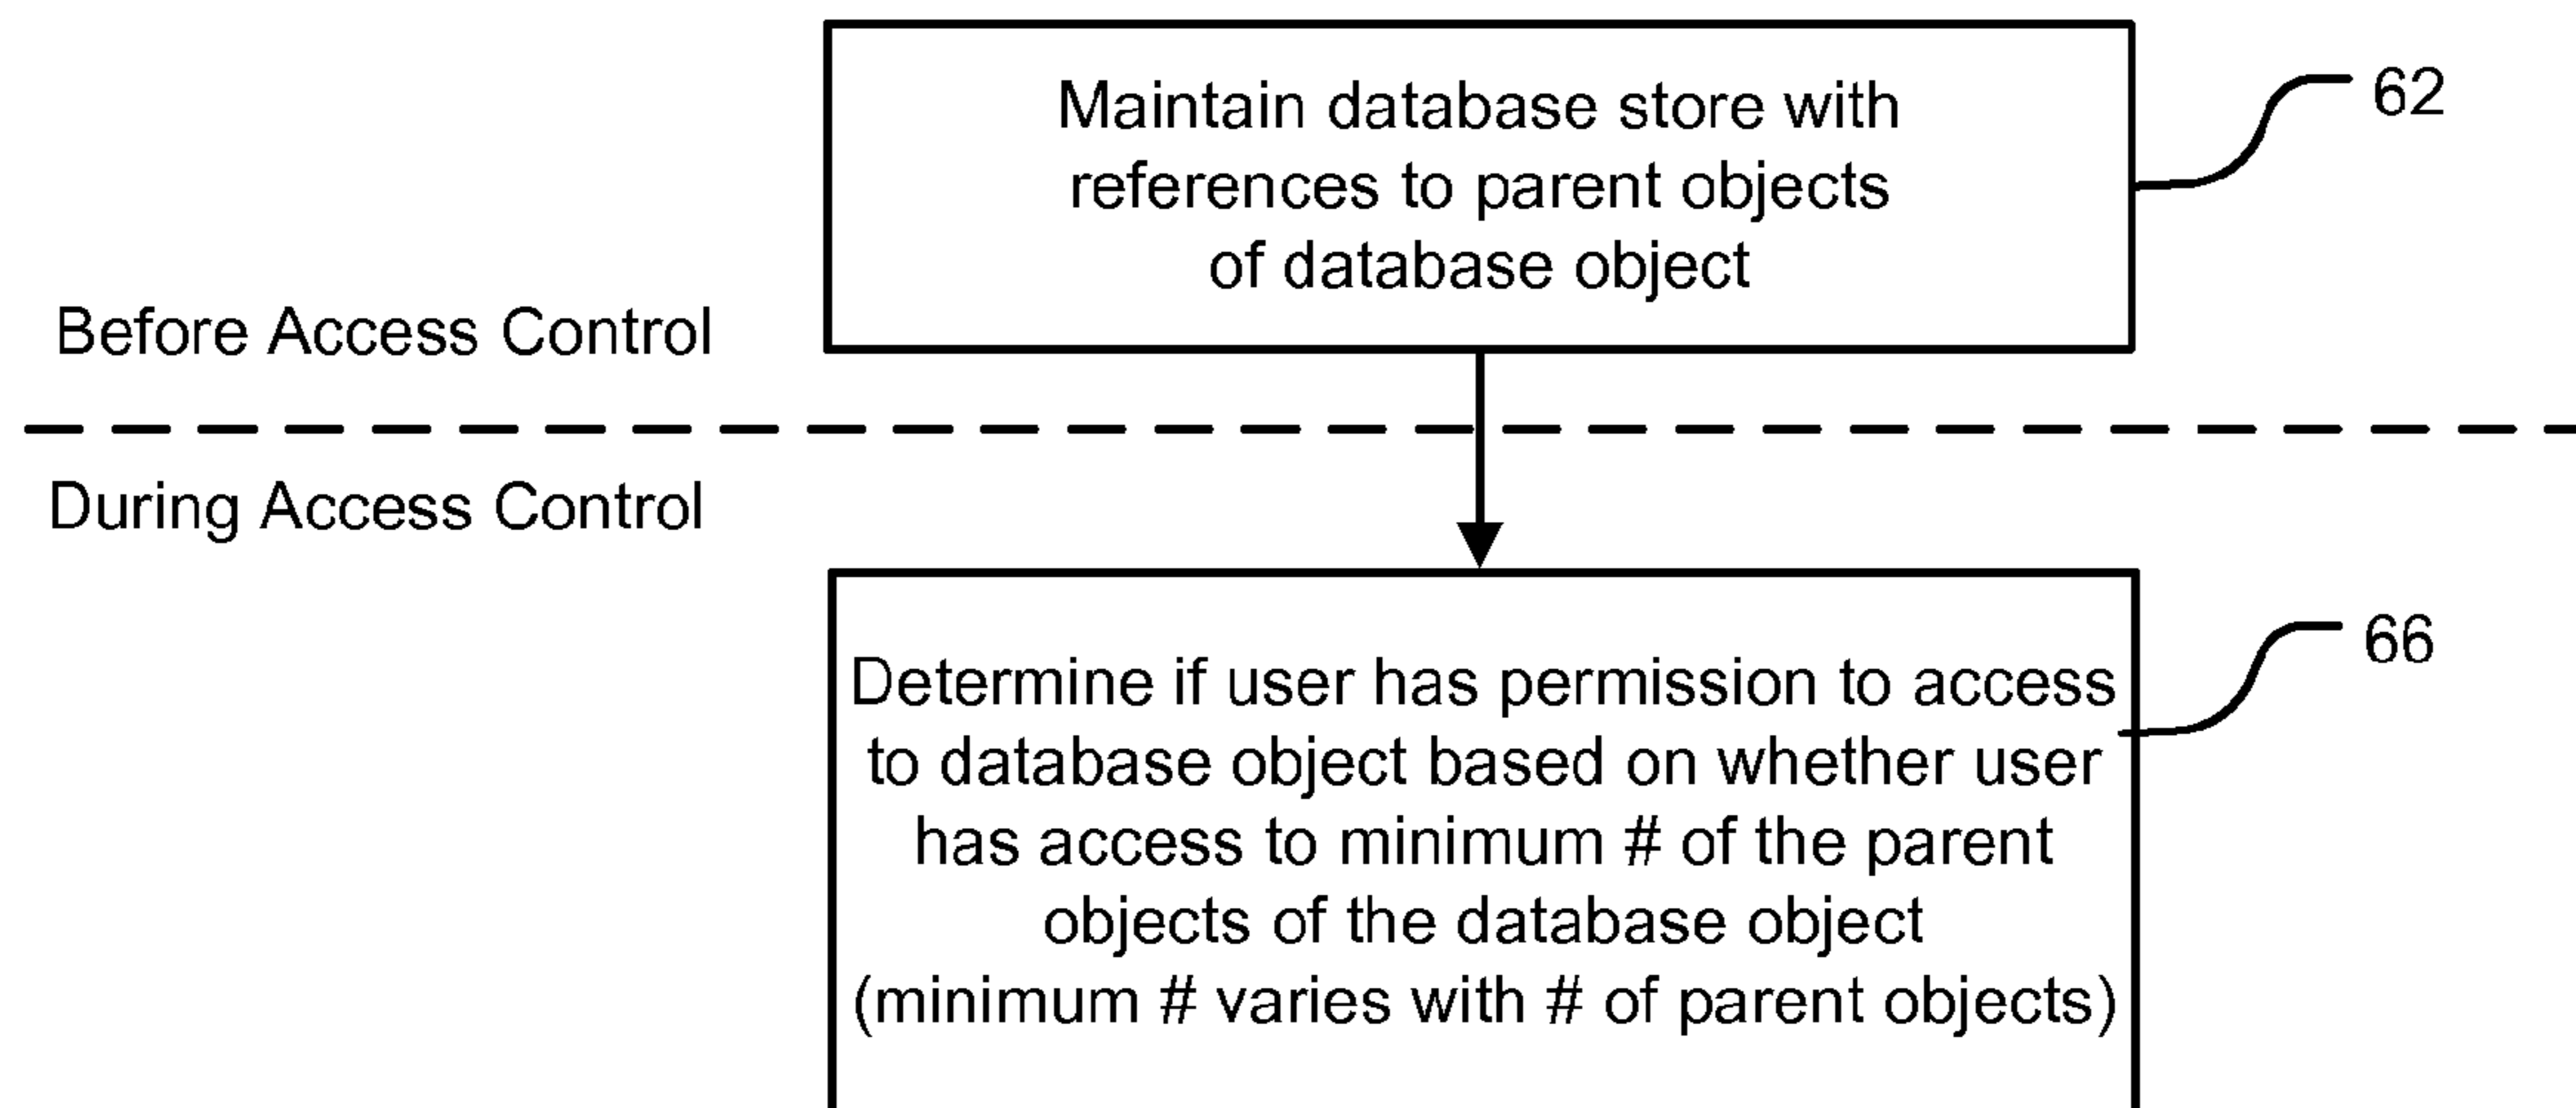 Maintain database store with
references to parent objects
of database object
62
Before Access Control
During Access Control
Determine if user has permission to access
to database object based on whether user
has access to minimum # of the parent
objects of the database object
(minimum # varies with # of parent objects)
66